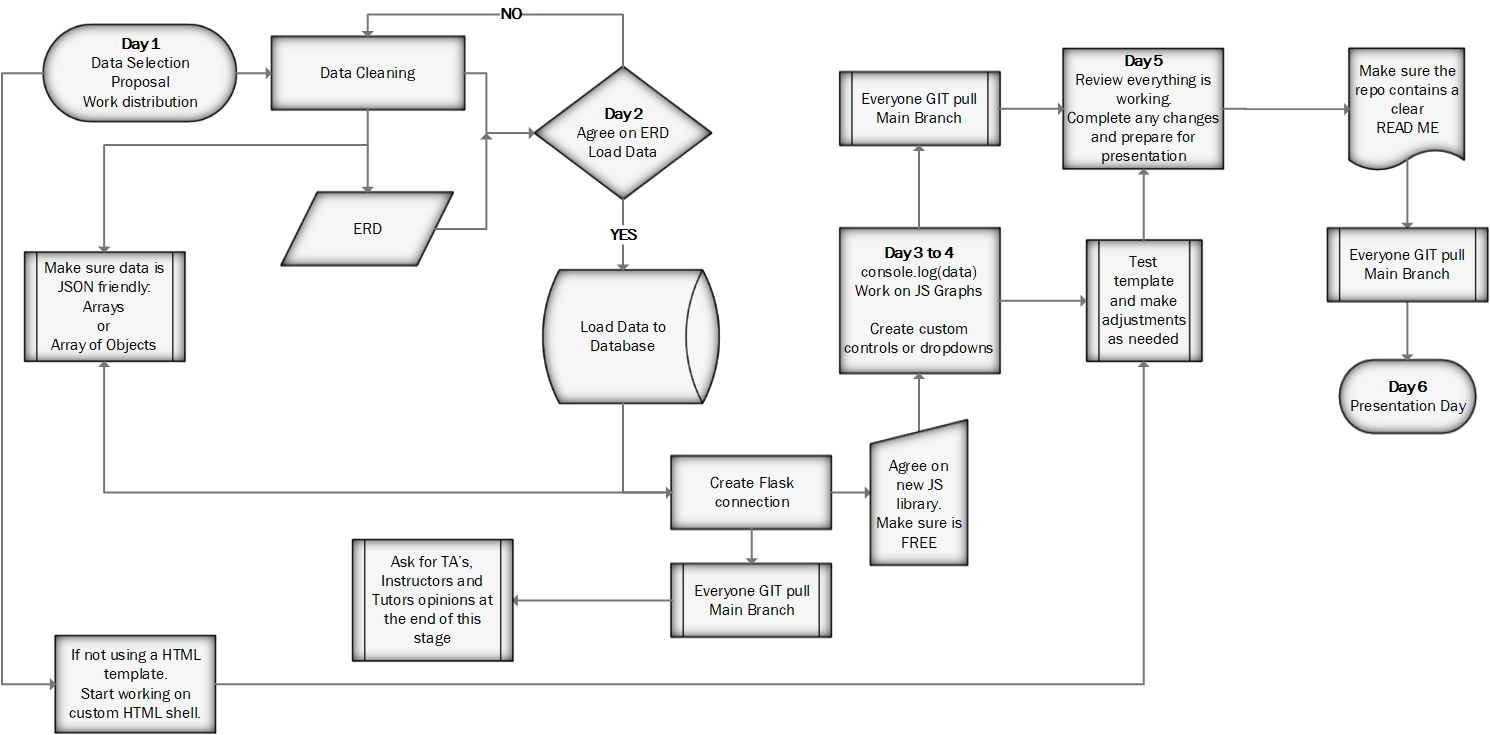 NO
Day 1
Data Selection
Proposal
Work distribution
Data Cleaning
Day 2
Agree on ERD
Load Data
YES
ERD
Make sure data is
JSON friendly:
Arrays
or
Array of Objects
Load Data to
Database
Create Flask
connection
Everyone GIT pull
Main Branch
Ask for TA's,
Instructors and
Tutors opinions at
the end of this
stage
If not using a HTML
template.
Start working on
custom HTML shell.
Agree on
new JS
library.
Make sure is
FREE
Day 3 to 4
console.log(data)
Work on JS Graphs
Create custom
controls or dropdowns
Everyone GIT pull
Main Branch
Test
template
and make
adjustments
as needed
Day 5
Review everything is
working.
Complete any changes
and prepare for
presentation
Make sure the
repo contains a
clear
READ ME
Everyone GIT pull
Main Branch
Day 6
Presentation Day